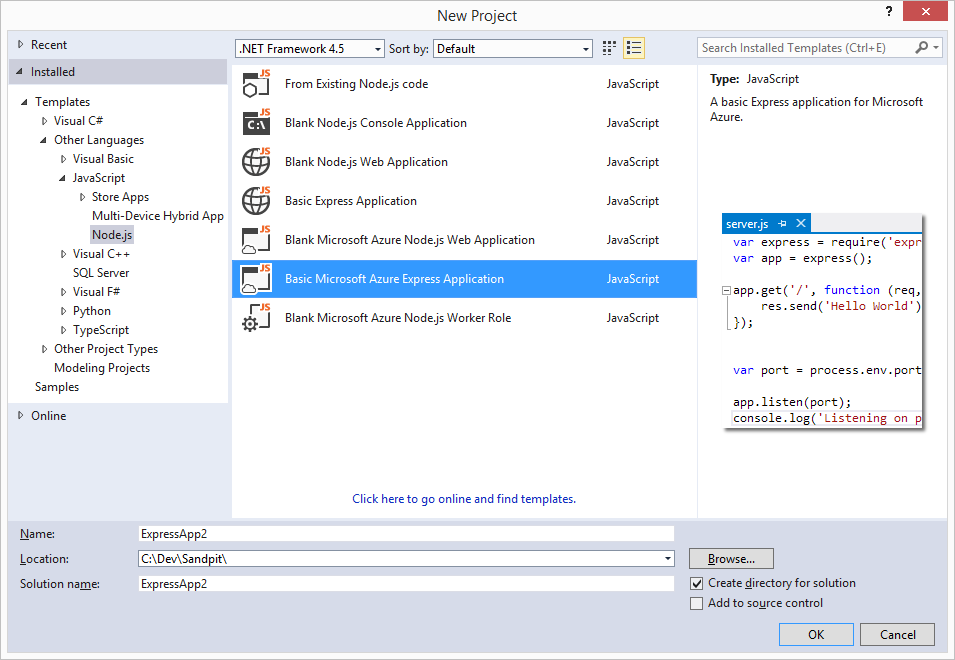 New Project
?
Recent
Installed
Templates
Visual C#
Other Languages
Visual Basic
JavaScript
Store Apps
Multi-Device Hybrid App
Node.js
Visual C++
SQL Server
Visual F#
Python
TypeScript
Other Project Types
Modeling Projects
Samples
Online
.NET Framework 4.5 Sort by: Default
Search Installed Templates (Ctrl+E)
JS From Existing Node.js code JavaScript
JS C:\ Blank Node.js Console Application JavaScript
JS Blank Node.js Web Application JavaScript
JS Basic Express Application JavaScript
JS Blank Microsoft Azure Node.js Web Application JavaScript
JS Basic Microsoft Azure Express Application JavaScript
JS Blank Microsoft Azure Node.js Worker Role JavaScript
Click here to go online and find templates.
Type: JavaScript
A basic Express application for Microsoft
Azure.
server.js
var express = require('expr
var app = express();
app.get('/', function (req,
res.send('Hello World')
});
var port = process.env.port
app.listen(port);
console.log('Listening on p
Name: ExpressApp2
Location: C:\Dev\Sandpit\ Browse...
Solution name: ExpressApp2
Create directory for solution
Add to source control
OK Cancel